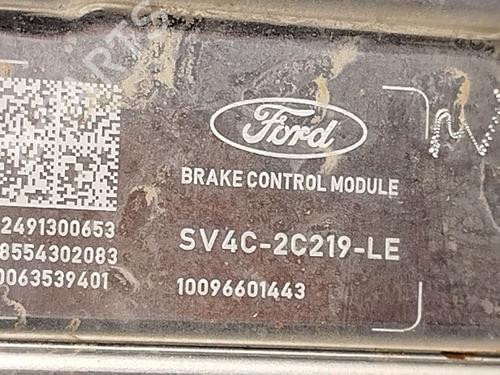 Ford
BRAKE CONTROL MODULE
2491300653
8554302083
0063539401
SV4C-2C219-LE
10096601443